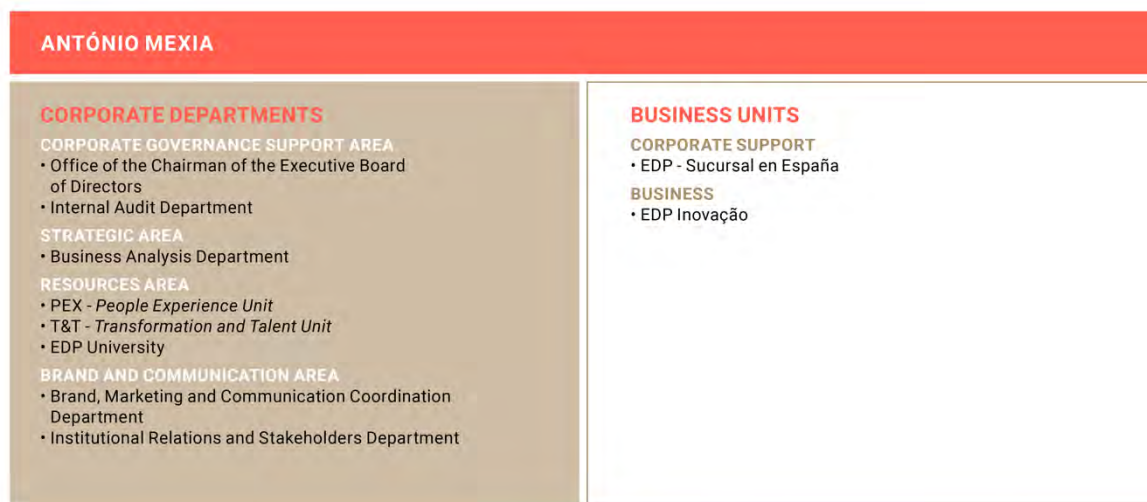 ANTÓNIO MEXIA
CORPORATE DEPARTMENTS
CORPORATE GOVERNANCE SUPPORT AREA
• Office of the Chairman of the Executive Board
of Directors
• Internal Audit Department
STRATEGIC AREA
• Business Analysis Department
RESOURCES AREA
• PEX - People Experience Unit
• T&T - Transformation and Talent Unit
• EDP University
BRAND AND COMMUNICATION AREA
• Brand, Marketing and Communication Coordination
Department
• Institutional Relations and Stakeholders Department
BUSINESS UNITS
CORPORATE SUPPORT
• EDP - Sucursal en España
BUSINESS
• EDP Inovação